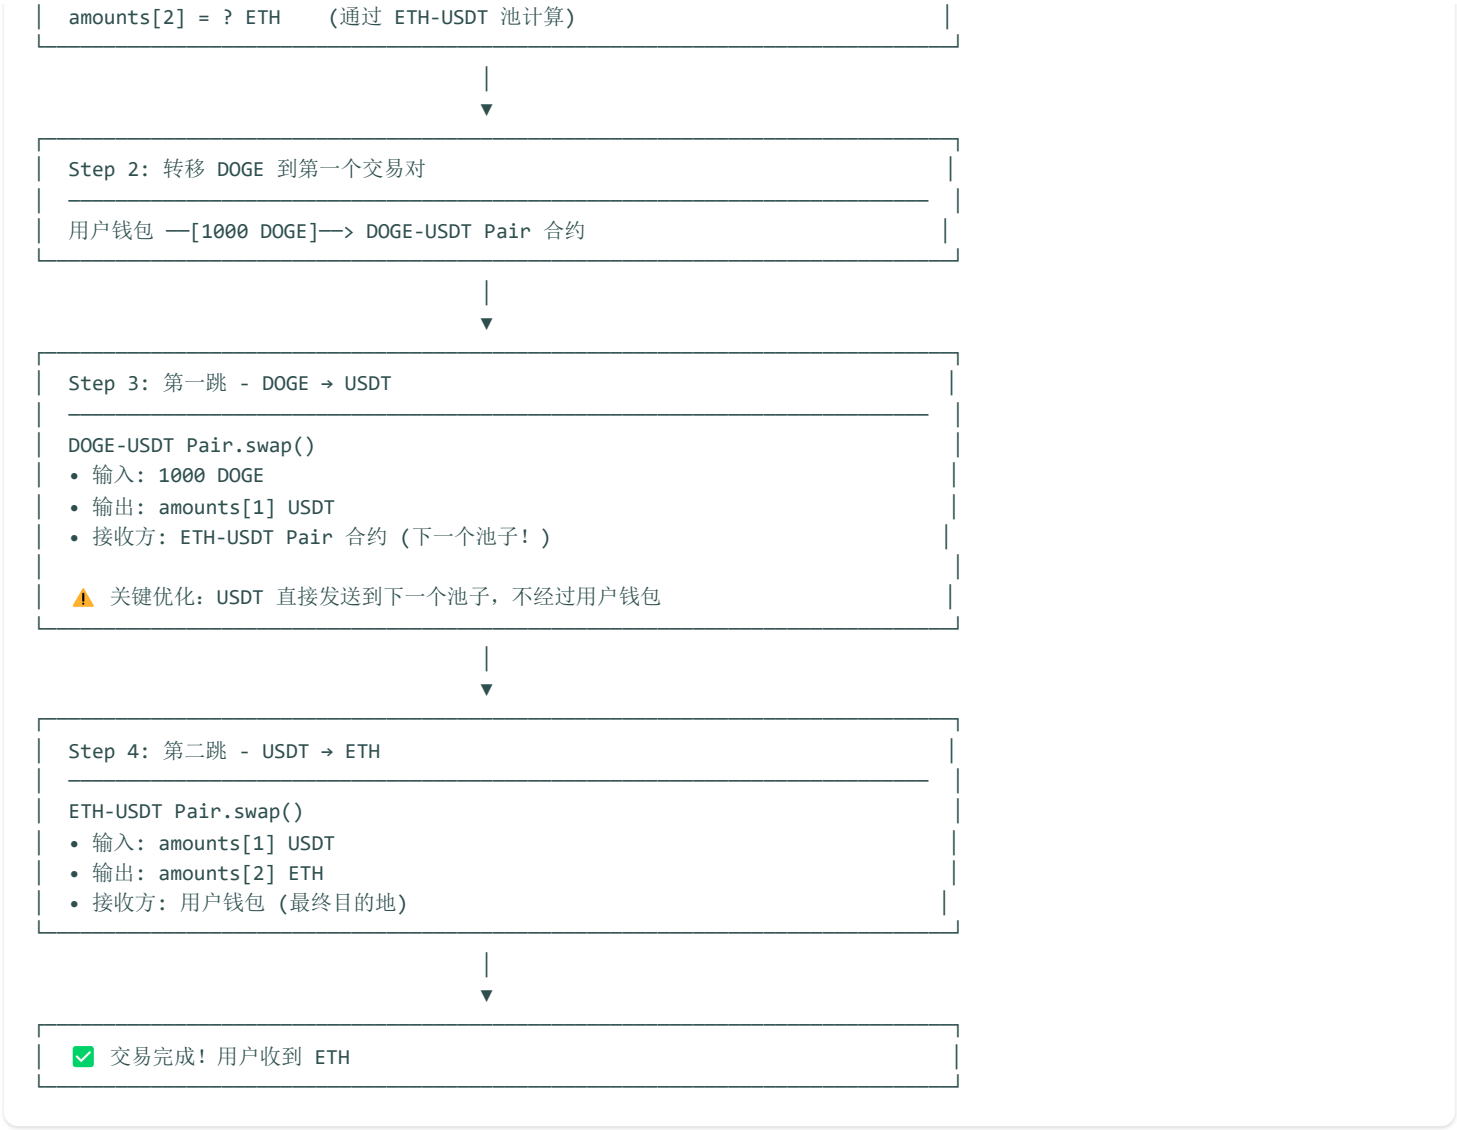 amounts[2] = ? ETH    (通过 ETH-USDT 池计算)
Step 2: 转移 DOGE 到第一个交易对
用户钱包 ──[1000 DOGE]──> DOGE-USDT Pair 合约
Step 3: 第一跳 - DOGE → USDT
DOGE-USDT Pair.swap()
• 输入: 1000 DOGE
• 输出: amounts[1] USDT
• 接收方: ETH-USDT Pair 合约 (下一个池子！)
⚠️ 关键优化：USDT 直接发送到下一个池子，不经过用户钱包
Step 4: 第二跳 - USDT → ETH
ETH-USDT Pair.swap()
• 输入: amounts[1] USDT
• 输出: amounts[2] ETH
• 接收方: 用户钱包 (最终目的地)
✅ 交易完成！用户收到 ETH